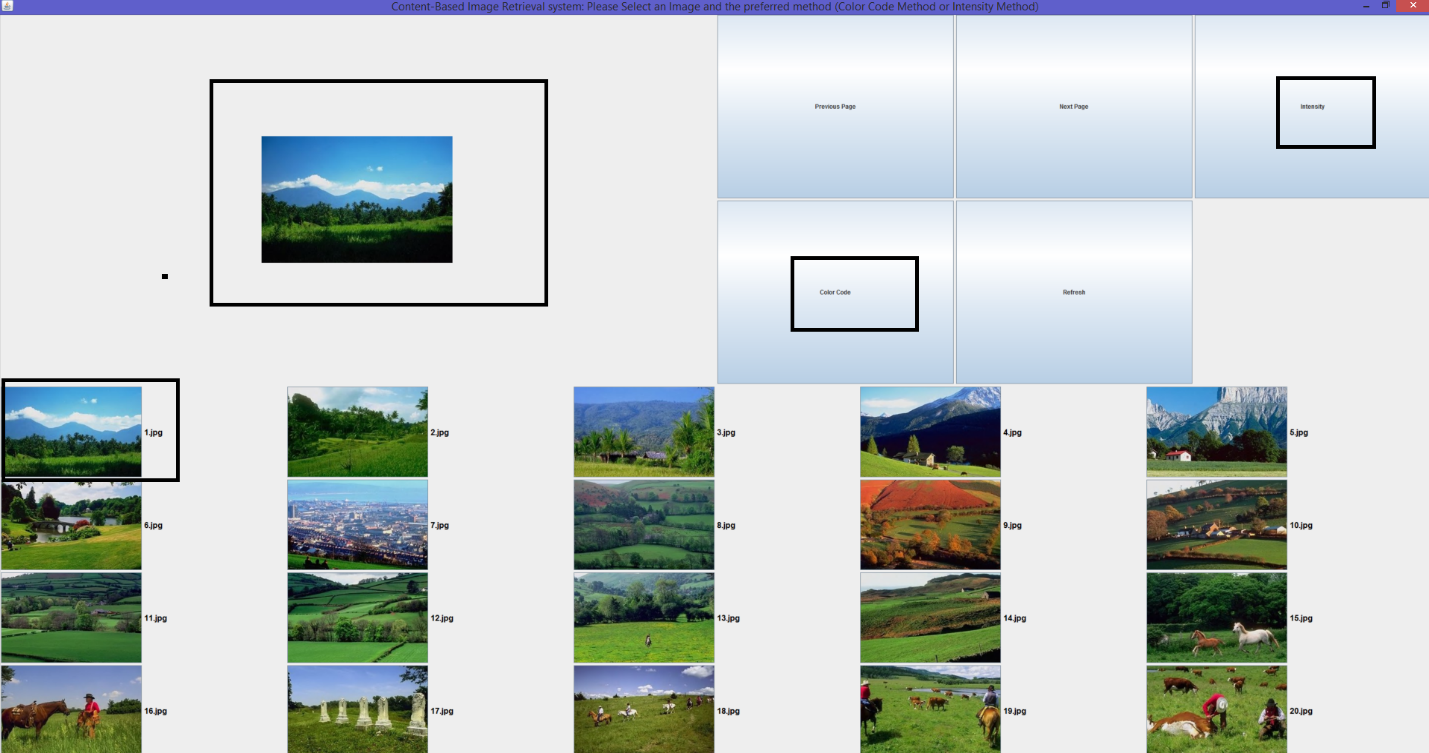 Content-Based Image Retrieval system: Please Select an Image and the preferred method (Color Code Method or Intensity Method)
Previous Page
Next Page
Intensity
Color Code
Refresh
1.jpg
2.jpg
3.jpg
4.jpg
5.jpg
6.jpg
7.jpg
8.jpg
9.jpg
10.jpg
11.jpg
12.jpg
13.jpg
14.jpg
15.jpg
16.jpg
17.jpg
18.jpg
19.jpg
20.jpg